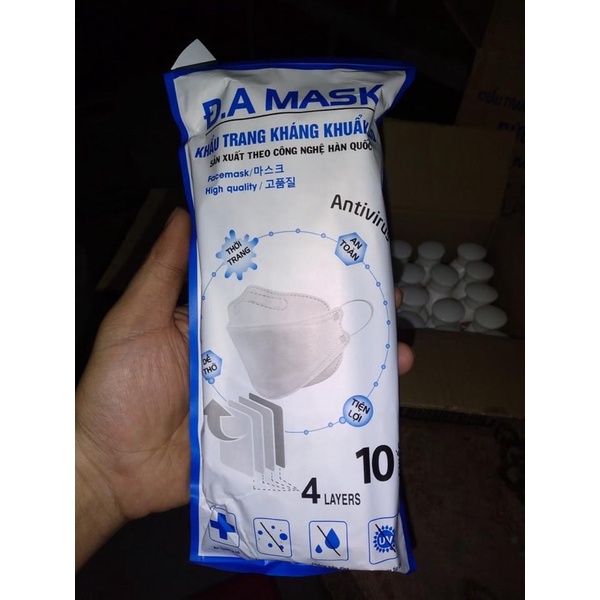 Đ.A MASK
KHẨU TRANG KHÁNG KHUẨN
SẢN XUẤT THEO CÔNG NGHỆ HÀN QUỐC
Facemask/마스크
High quality / 고품질
Antivirus
THỜI TRANG
AN TOÀN
DỄ THỞ
TIỆN LỢI
10
4 LAYERS
UV